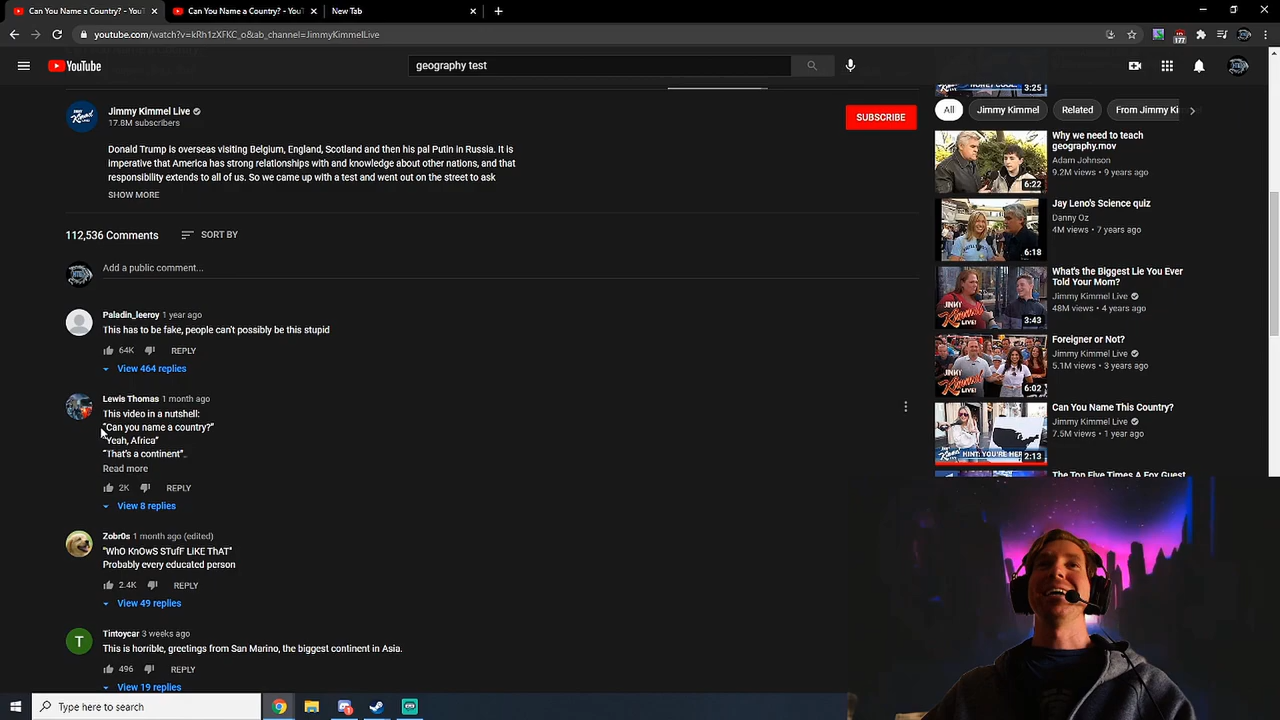 Can You Name a Country? - YouT
Can You Name a Country? - YouT
New Tab
youtube.com/watch?v=kRh1zXFKC_o&ab_channel=JimmyKimmelLive
177
YouTube
geography test
Jimmy Kimmel Live
17.8M subscribers
SUBSCRIBE
Donald Trump is overseas visiting Belgium, England, Scotland and then his pal Putin in Russia. It is
imperative that America has strong relationships with and knowledge about other nations, and that
responsibility extends to all of us. So we came up with a test and went out on the street to ask
SHOW MORE
112,536 Comments
SORT BY
Add a public comment...
Paladin_leeroy 1 year ago
This has to be fake, people can't possibly be this stupid
64K REPLY
View 464 replies
Lewis Thomas 1 month ago
This video in a nutshell:
“Can you name a country?”
“Yeah, Africa”
“That’s a continent”..
Read more
2K REPLY
View 8 replies
Zobr0s 1 month ago (edited)
"WhO KnOwS STufF LiKE ThAT"
Probably every educated person
2.4K REPLY
View 49 replies
T
Tintoycar 3 weeks ago
This is horrible, greetings from San Marino, the biggest continent in Asia.
496 REPLY
View 19 replies
3:25
All
Jimmy Kimmel
Related
From Jimmy Ki
Why we need to teach
geography.mov
Adam Johnson
9.2M views • 9 years ago
6:22
Jay Leno's Science quiz
Danny Oz
4M views • 7 years ago
6:18
What's the Biggest Lie You Ever
Told Your Mom?
Jimmy Kimmel Live
48M views • 4 years ago
3:43
Foreigner or Not?
Jimmy Kimmel Live
5.1M views • 3 years ago
6:02
Can You Name This Country?
Jimmy Kimmel Live
7.5M views • 1 year ago
HINT: YOU'RE HER
2:13
The Top Five Times A Fox Guest
Type here to search